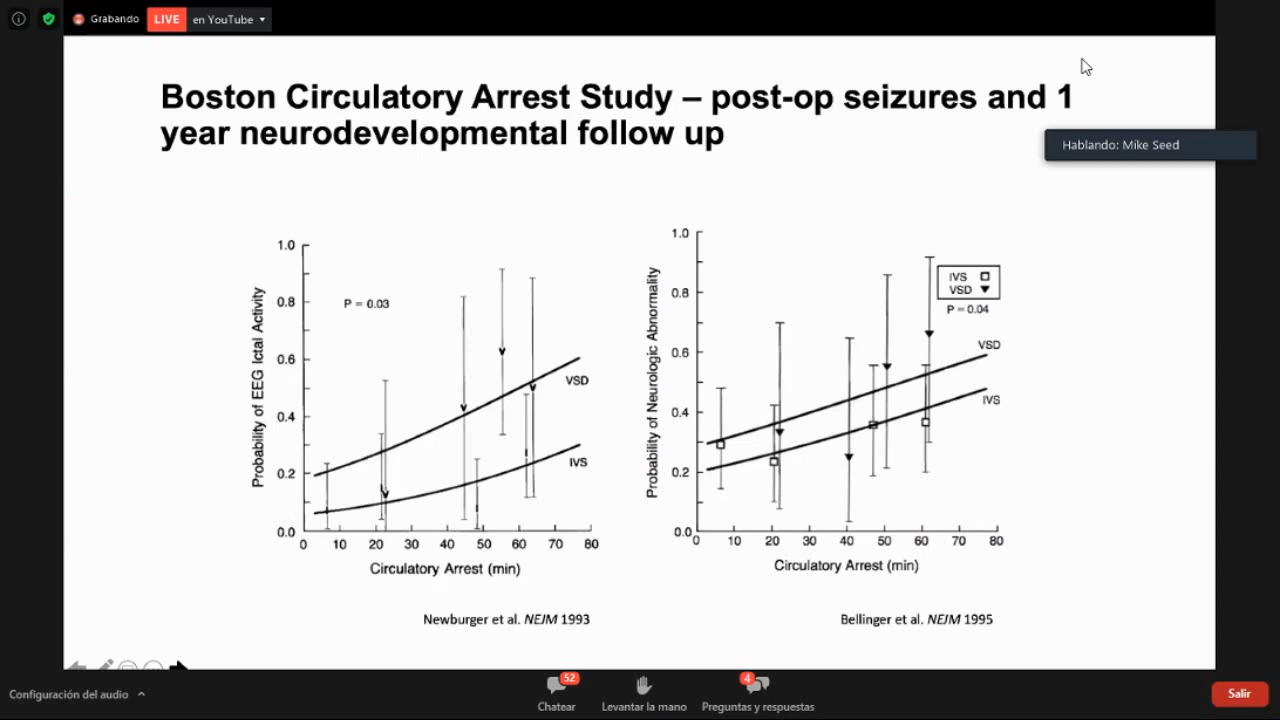 Grabando
LIVE en YouTube
Boston Circulatory Arrest Study – post-op seizures and 1
year neurodevelopmental follow up
Hablando: Mike Seed
Probability of EEG Ictal Activity
1.0
0.8
0.6
0.4
0.2
0.0
P = 0.03
VSD
IVS
0 10 20 30 40 50 60 70 80
Circulatory Arrest (min)
Newburger et al. NEJM 1993
Probability of Neurologic Abnormality
1.0
0.8
0.6
0.4
0.2
0.0
IVS
VSD
P = 0.04
VSD
IVS
0 10 20 30 40 50 60 70 80
Circulatory Arrest (min)
Bellinger et al. NEJM 1995
Configuración del audio
52
Chatear
Levantar la mano
4
Preguntas y respuestas
Salir